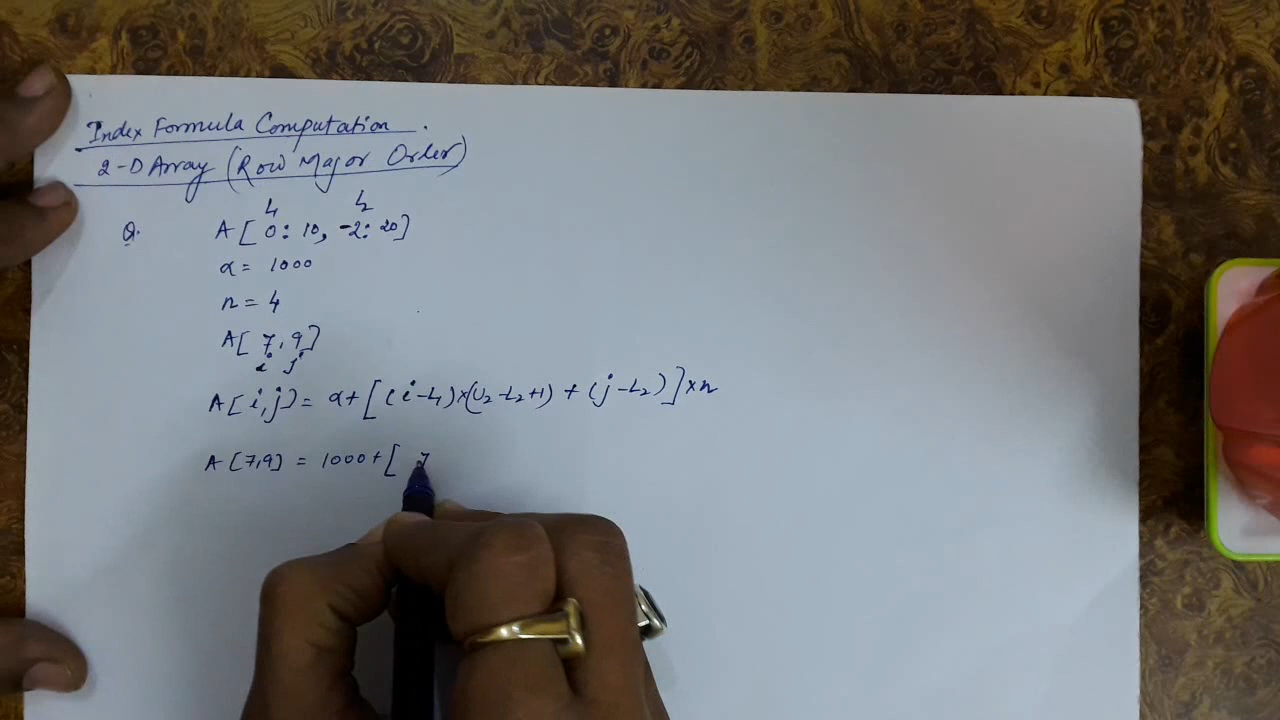 Index Formula Computation.
2-D Array (Row Major Order)
L1 L2
Q. A[0:10, -2:20]
α = 1000
n = 4
A[7,9]
i j
A[i,j] = α+[(i-L1)×(U2-L2+1)+(j-L2)]×n
A[7,9] = 1000+[ 7